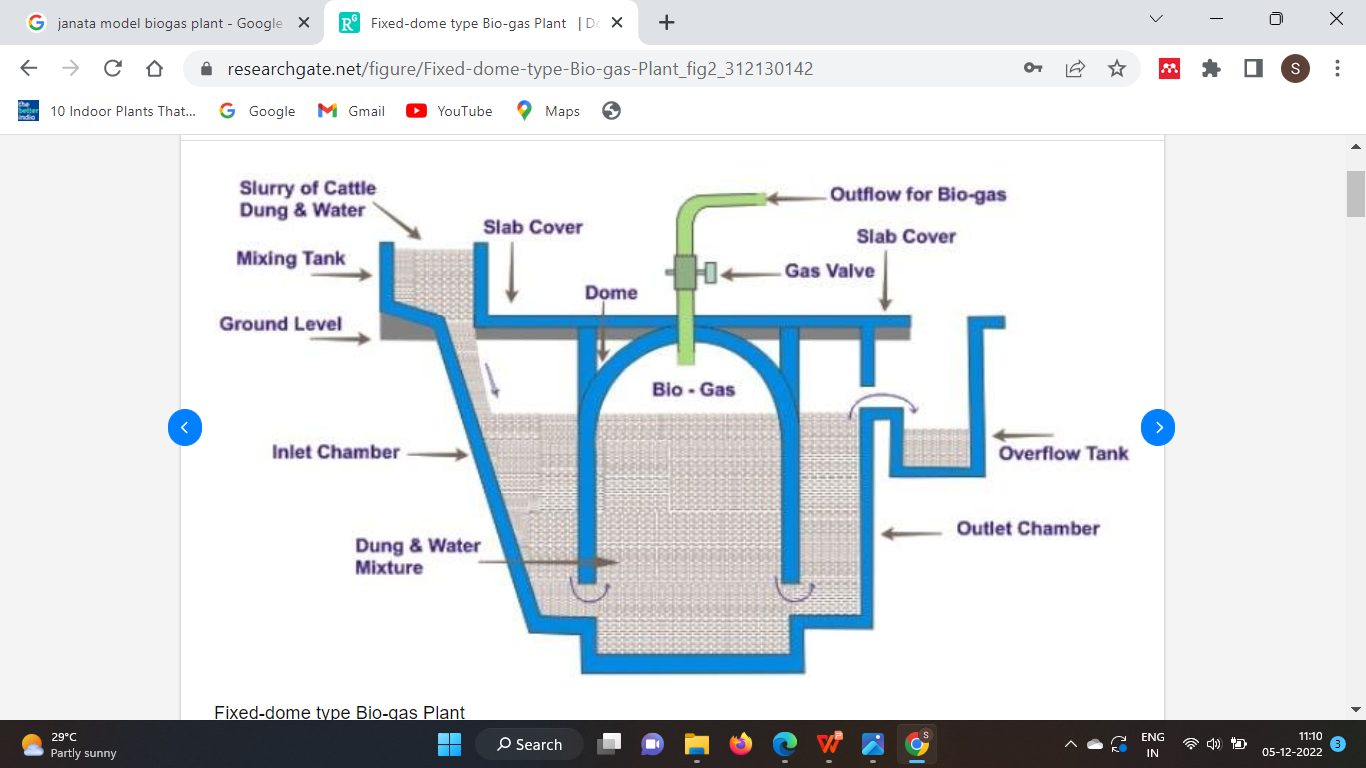 janata model biogas plant - Google
Fixed-dome type Bio-gas Plant | Do
researchgate.net/figure/Fixed-dome-type-Bio-gas-Plant_fig2_312130142
S
the better india
10 Indoor Plants That...
Google
Gmail
YouTube
Maps
Slurry of Cattle
Dung & Water
Outflow for Bio-gas
Slab Cover
Slab Cover
Mixing Tank
Gas Valve
Dome
Ground Level
Bio - Gas
Inlet Chamber
Overflow Tank
Outlet Chamber
Dung & Water
Mixture
Fixed-dome type Bio-gas Plant
29°C
Partly sunny
Search
ENG
IN
11:10
05-12-2022
3